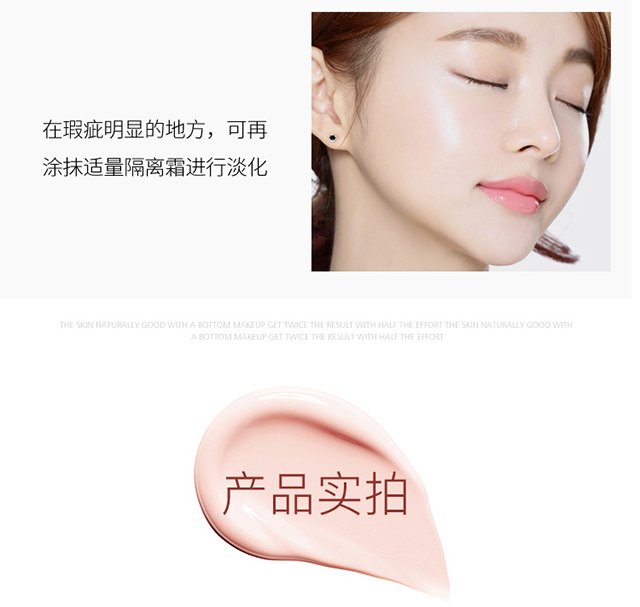 在瑕疵明显的地方，可再
涂抹适量隔离霜进行淡化
THE SKIN NATURALLY GOOD WITH A BOTTOM MAKEUP GET TWICE THE RESULT WITH HALF THE EFFORT THE SKIN NATURALLY GOOD WITH
A BOTTOM MAKEUP GET TWICE THE RESULT WITH HALF THE EFFORT
产品实拍